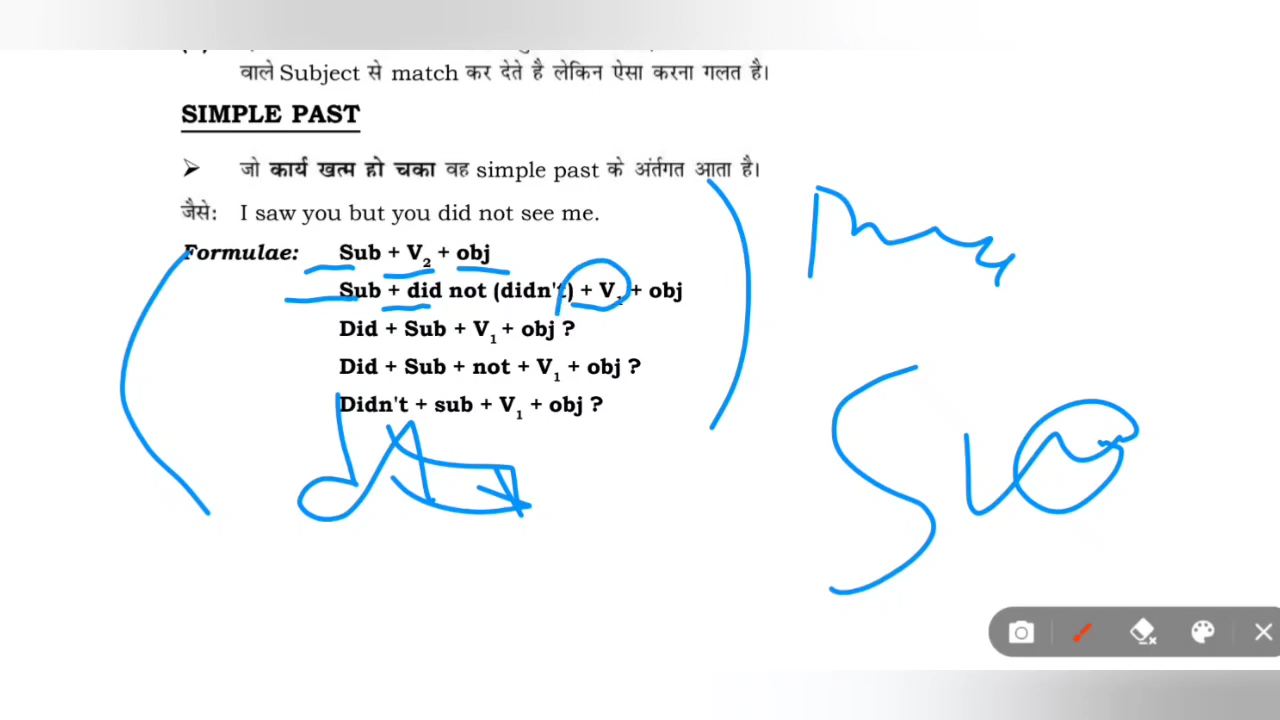 वाले Subject से match कर देते है लेकिन ऐसा करना गलत है।
SIMPLE PAST
➢ जो कार्य खत्म हो चका वह simple past के अंर्तगत आता है।
जैसे: I saw you but you did not see me.
Formulae: Sub + V₂ + obj
Sub + did not (didn't) + V₁ + obj
Did + Sub + V₁ + obj ?
Did + Sub + not + V₁ + obj ?
Didn't + sub + V₁ + obj ?